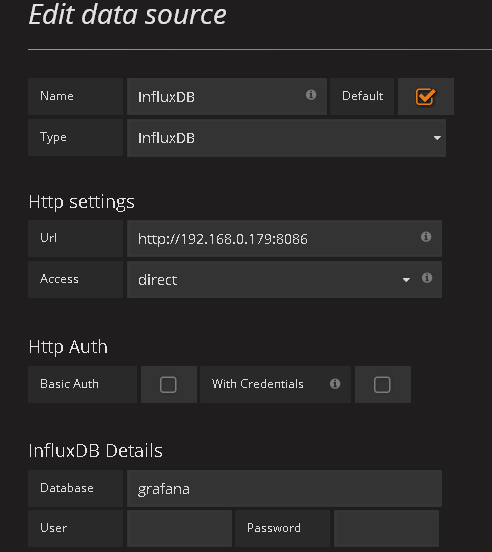 Edit data source
Name InfluxDB Default
Type InfluxDB
Http settings
Url http://192.168.0.179:8086
Access direct
Http Auth
Basic Auth With Credentials
InfluxDB Details
Database grafana
User Password